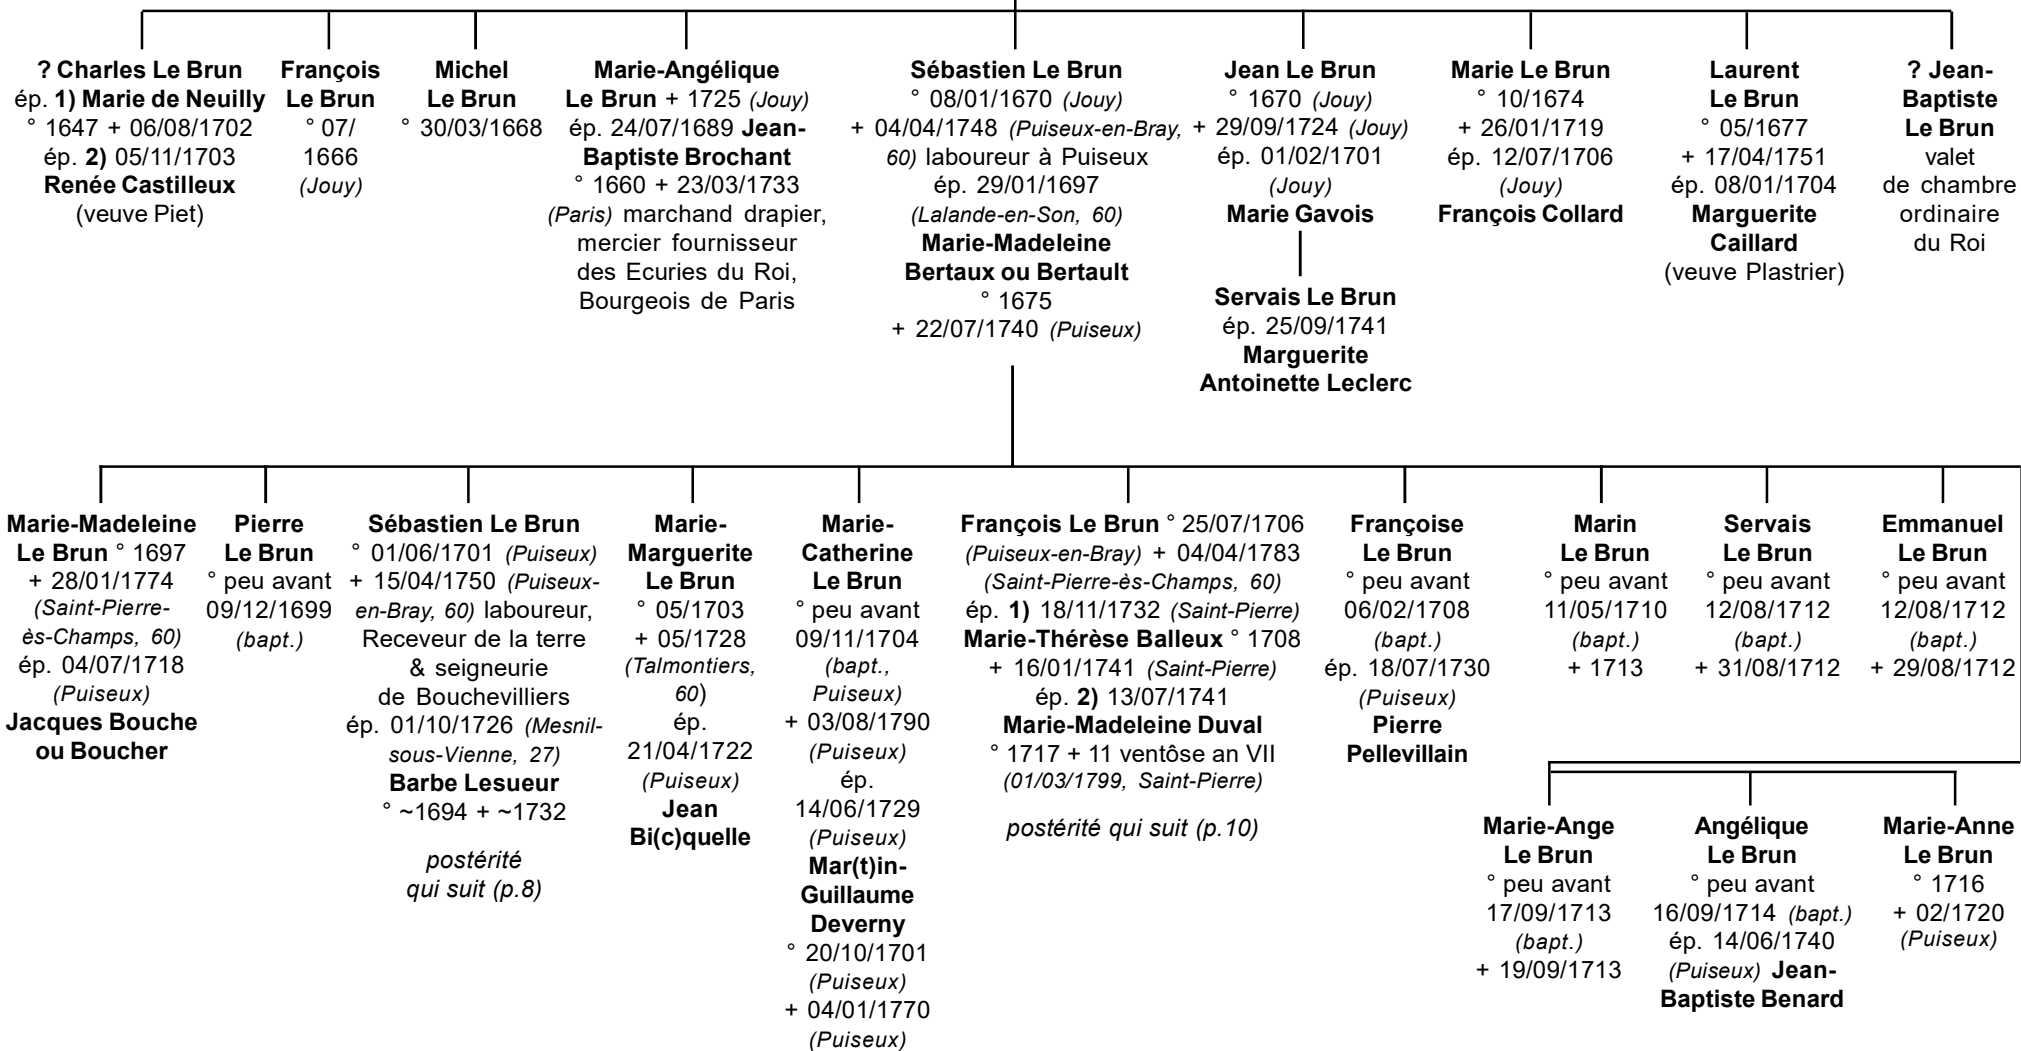 ? Charles Le Brun
ép. 1) Marie de Neuilly
° 1647 + 06/08/1702
ép. 2) 05/11/1703
Renée Castilleux
(veuve Piet)
François
Le Brun
° 07/
1666
(Jouy)
Michel
Le Brun
° 30/03/1668
Marie-Angélique
Le Brun + 1725 (Jouy)
ép. 24/07/1689 Jean-
Baptiste Brochant
° 1660 + 23/03/1733
(Paris) marchand drapier,
mercier fournisseur
des Ecuries du Roi,
Bourgeois de Paris
Sébastien Le Brun
° 08/01/1670 (Jouy)
+ 04/04/1748 (Puiseux-en-Bray,
60) laboureur à Puiseux
ép. 29/01/1697
(Lalande-en-Son, 60)
Marie-Madeleine
Bertaux ou Bertault
° 1675
+ 22/07/1740 (Puiseux)
Jean Le Brun
° 1670 (Jouy)
+ 29/09/1724 (Jouy)
ép. 01/02/1701
(Jouy)
Marie Gavois
Servais Le Brun
ép. 25/09/1741
Marguerite
Antoinette Leclerc
Marie Le Brun
° 10/1674
+ 26/01/1719
ép. 12/07/1706
(Jouy)
François Collard
Laurent
Le Brun
° 05/1677
+ 17/04/1751
ép. 08/01/1704
Marguerite
Caillard
(veuve Plastrier)
? Jean-
Baptiste
Le Brun
valet
de chambre
ordinaire
du Roi
Marie-Madeleine
Le Brun ° 1697
+ 28/01/1774
(Saint-Pierre-
ès-Champs, 60)
ép. 04/07/1718
(Puiseux)
Jacques Bouche
ou Boucher
Pierre
Le Brun
° peu avant
09/12/1699
(bapt.)
Sébastien Le Brun
° 01/06/1701 (Puiseux)
+ 15/04/1750 (Puiseux-
en-Bray, 60) laboureur,
Receveur de la terre
& seigneurie
de Bouchevilliers
ép. 01/10/1726 (Mesnil-
sous-Vienne, 27)
Barbe Lesueur
° ~1694 + ~1732
postérité
qui suit (p.8)
Marie-
Marguerite
Le Brun
° 05/1703
+ 05/1728
(Talmontiers,
60)
ép.
21/04/1722
(Puiseux)
Jean
Bi(c)quelle
Marie-
Catherine
Le Brun
° peu avant
09/11/1704
(bapt.,
Puiseux)
+ 03/08/1790
(Puiseux)
ép.
14/06/1729
(Puiseux)
Mar(t)in-
Guillaume
Deverny
° 20/10/1701
(Puiseux)
+ 04/01/1770
(Puiseux)
François Le Brun ° 25/07/1706
(Puiseux-en-Bray) + 04/04/1783
(Saint-Pierre-ès-Champs, 60)
ép. 1) 18/11/1732 (Saint-Pierre)
Marie-Thérèse Balleux ° 1708
+ 16/01/1741 (Saint-Pierre)
ép. 2) 13/07/1741
Marie-Madeleine Duval
° 1717 + 11 ventôse an VII
(01/03/1799, Saint-Pierre)
postérité qui suit (p.10)
Françoise
Le Brun
° peu avant
06/02/1708
(bapt.)
ép. 18/07/1730
(Puiseux)
Pierre
Pellevillain
Marin
Le Brun
° peu avant
11/05/1710
(bapt.)
+ 1713
Servais
Le Brun
° peu avant
12/08/1712
(bapt.)
+ 31/08/1712
Emmanuel
Le Brun
° peu avant
12/08/1712
(bapt.)
+ 29/08/1712
Marie-Ange
Le Brun
° peu avant
17/09/1713
(bapt.)
+ 19/09/1713
Angélique
Le Brun
° peu avant
16/09/1714 (bapt.)
ép. 14/06/1740
(Puiseux) Jean-
Baptiste Benard
Marie-Anne
Le Brun
° 1716
+ 02/1720
(Puiseux)